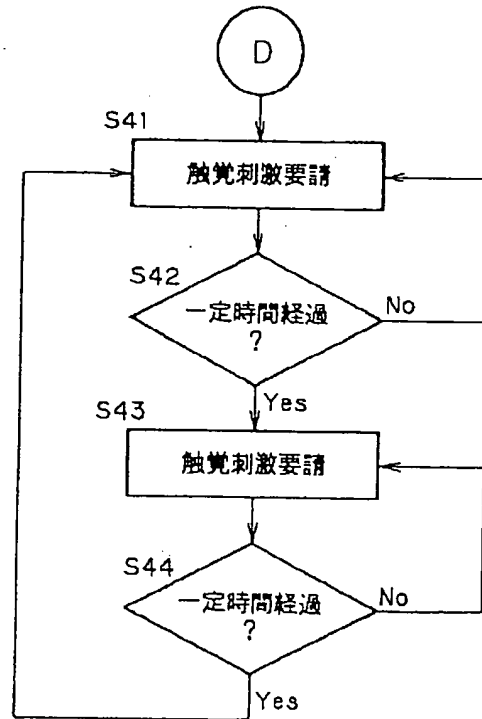 D
S41
触覚刺激要請
S42
一定時間経過
?
No
Yes
S43
触覚刺激要請
S44
一定時間経過
?
No
Yes